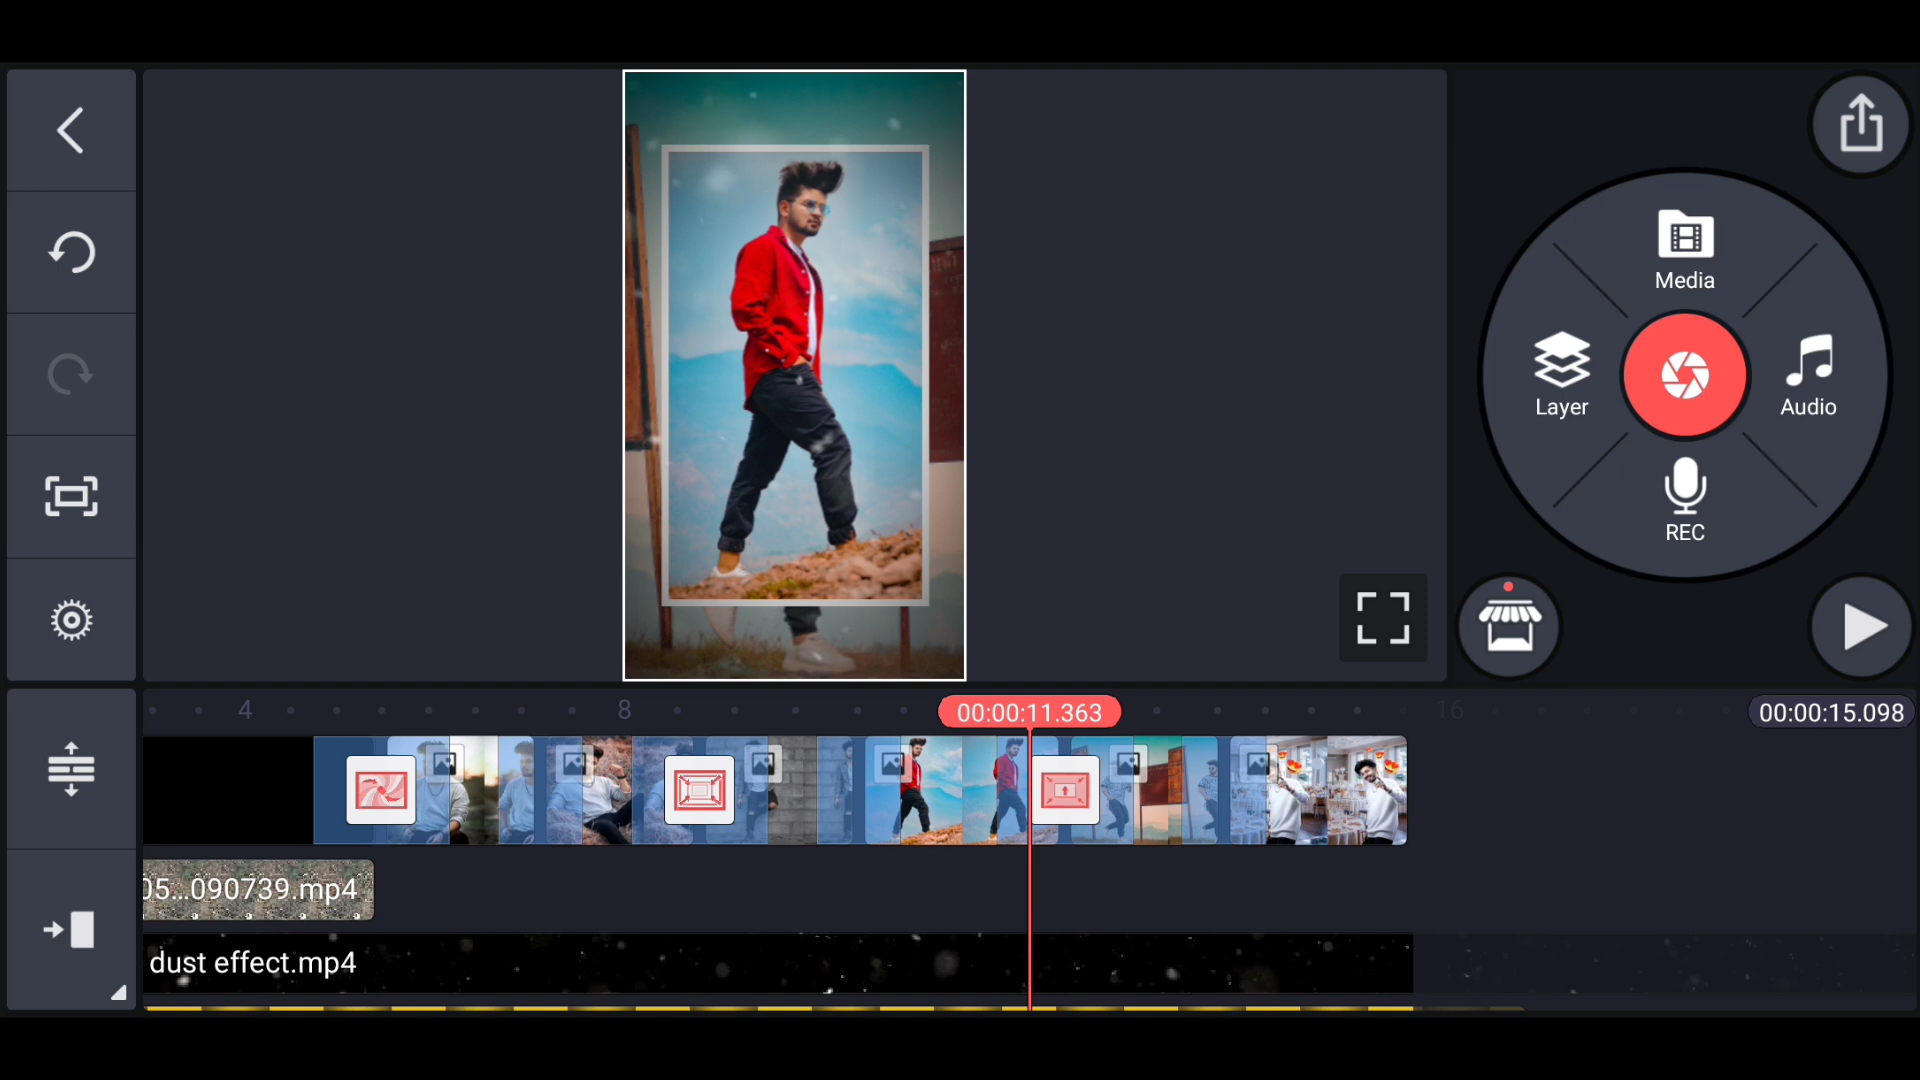 Media
Layer
Audio
REC
4
8
00:00:11.363
16
00:00:15.098
05...090739.mp4
dust effect.mp4